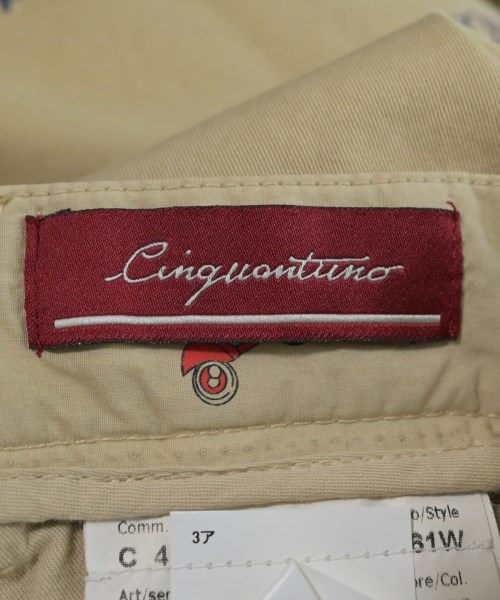 Cinquantuno
Comm. 3ア o/Style
C 4 61W
Art/ser ore/Col.